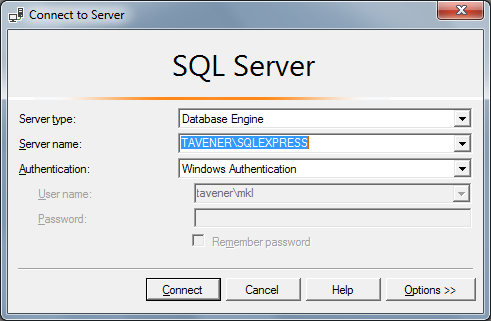 Connect to Server
SQL Server
Server type: Database Engine
Server name: TAVENER\SQLEXPRESS
Authentication: Windows Authentication
User name: tavener\mkl
Password:
Remember password
Connect Cancel Help Options >>